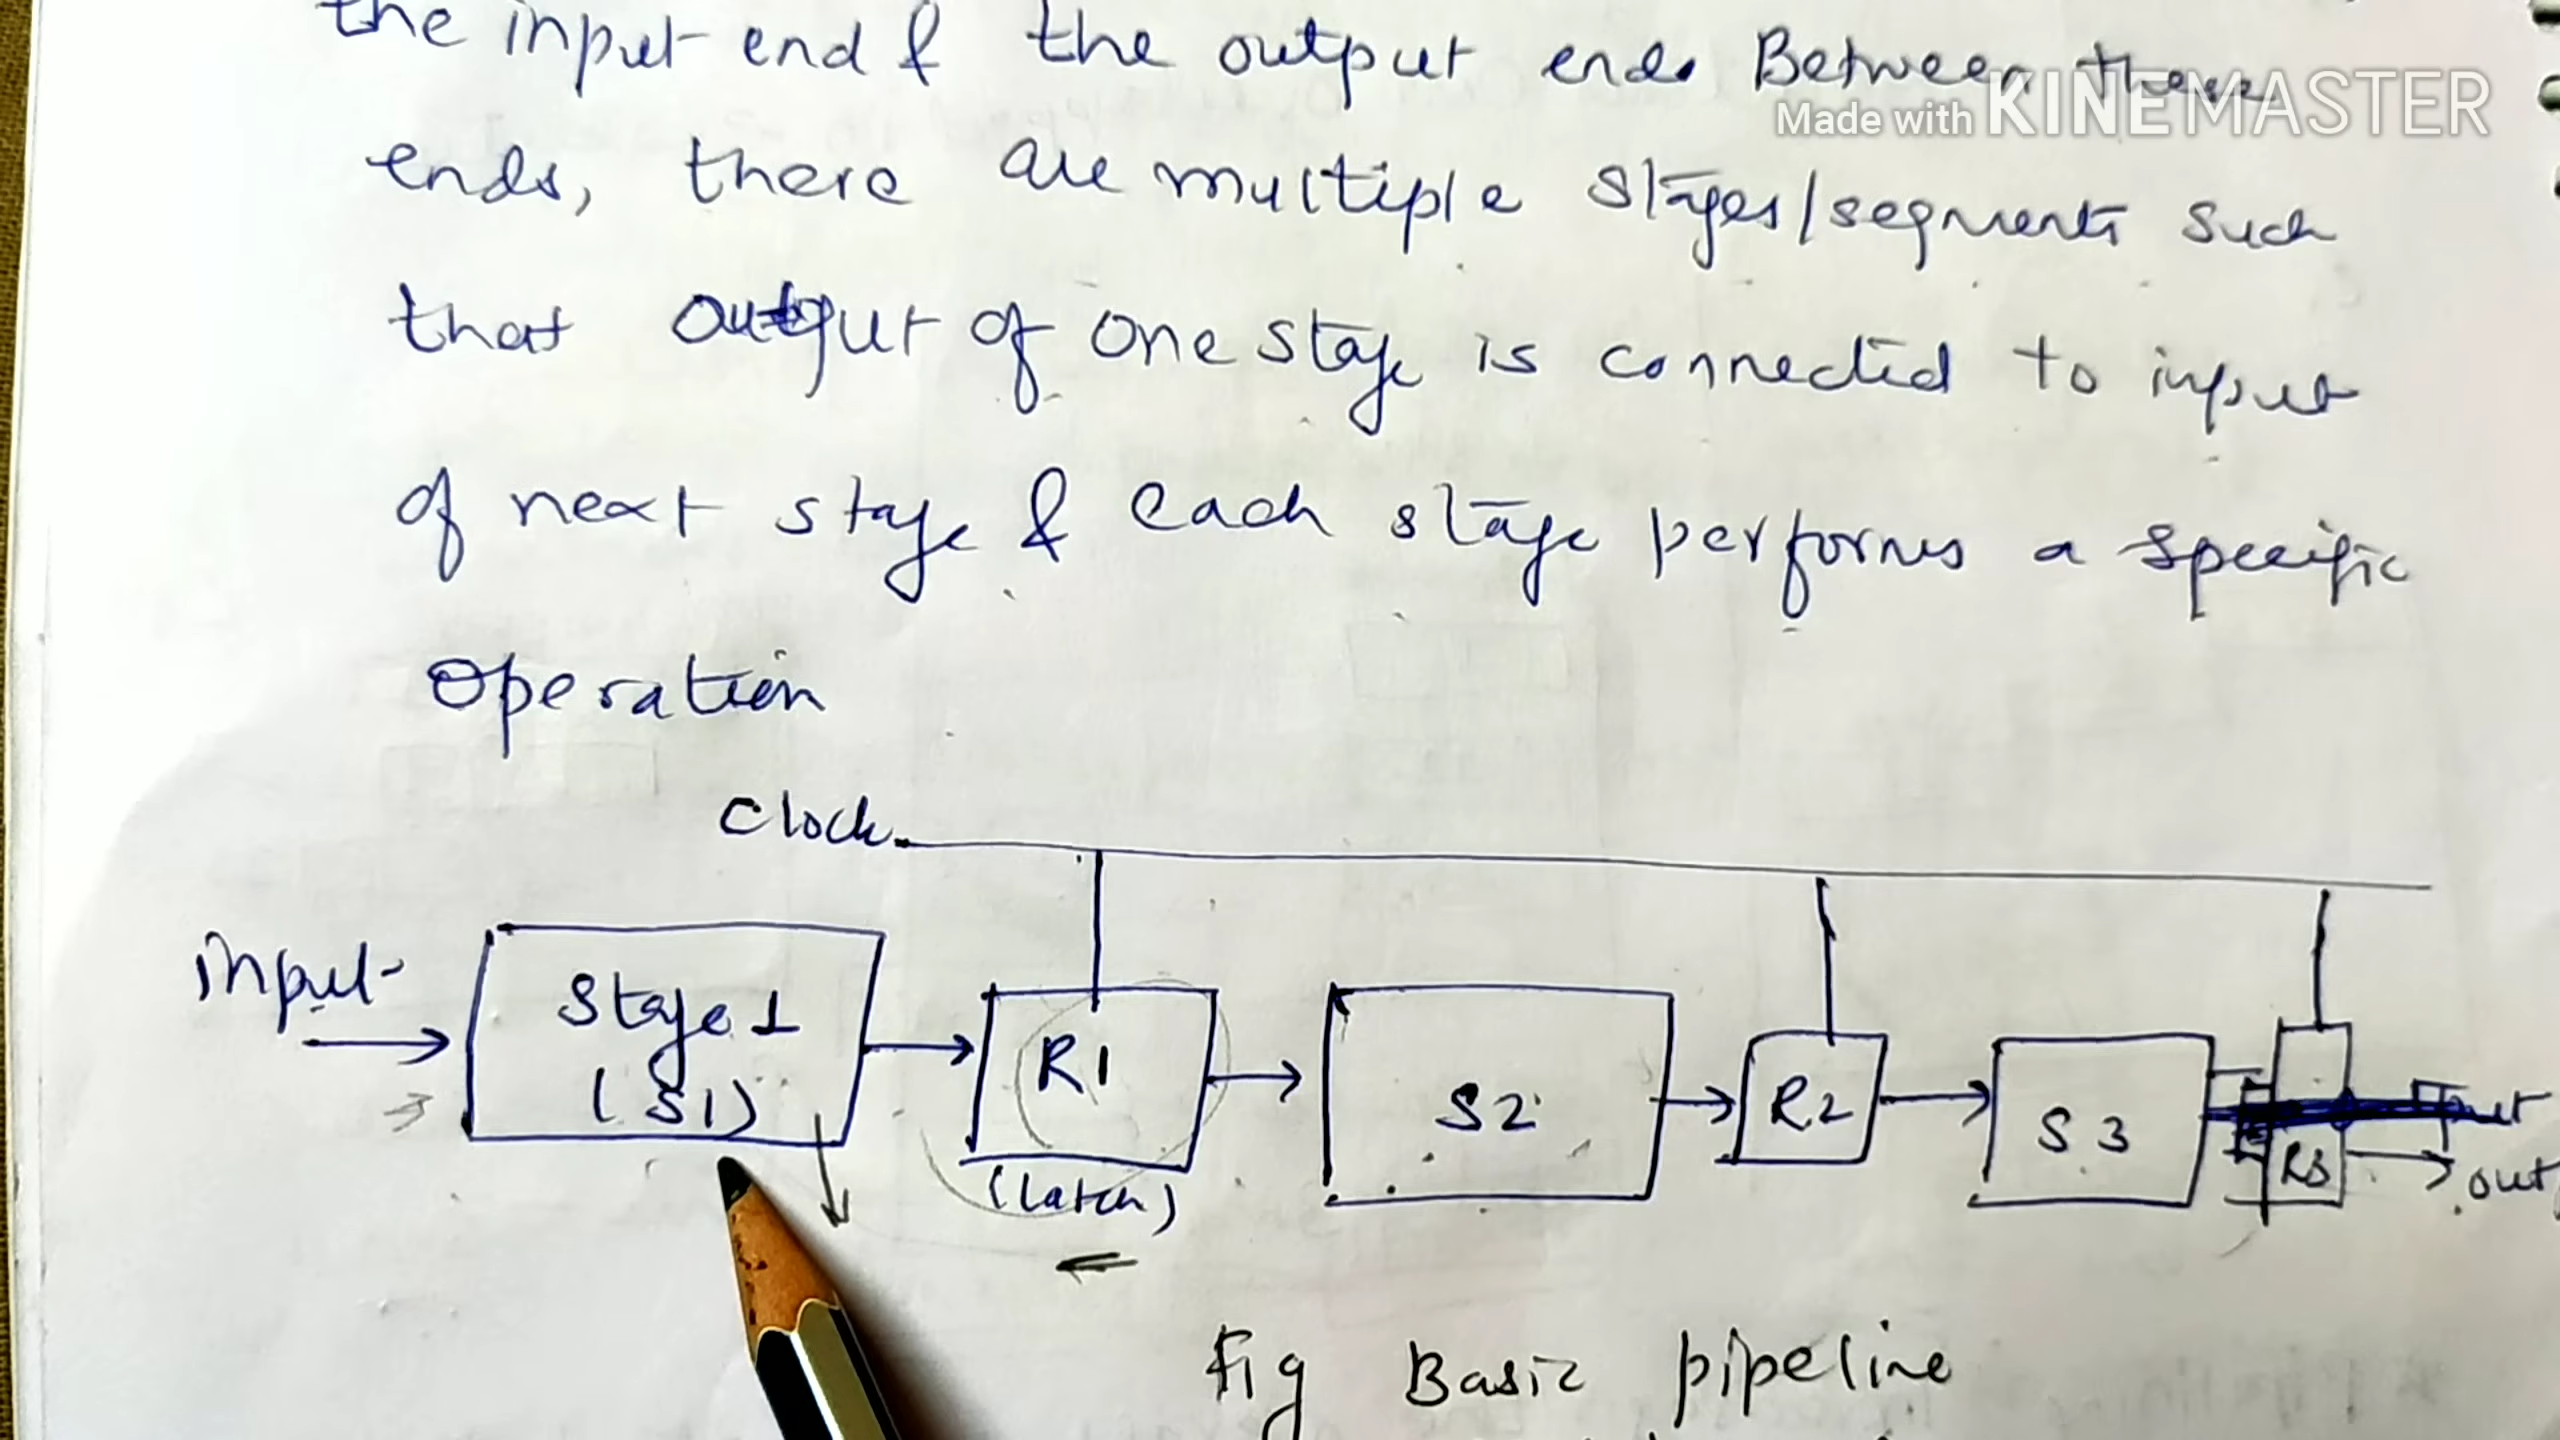 the input end & the output end. Between these
Made with KINEMASTER
ends, there are multiple stages/segments such
that output of one stage is connected to input
of next stage & each stage performs a specific
operation
Clock
input
Stage 1
(S1)
R1
(Latch)
S2
R2
S3
R3
out
Fig Basic pipeline